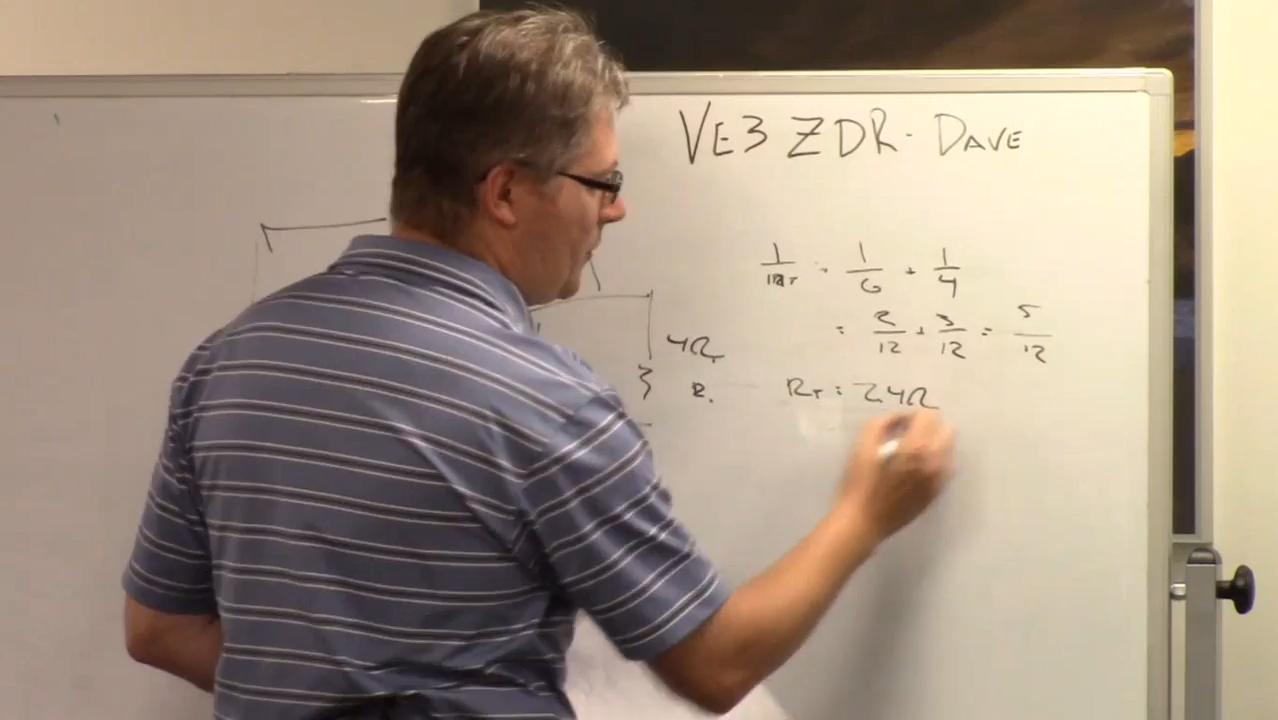 VE3 ZDR - DAVE
1/RT = 1/6 + 1/4
= 2/12 + 3/12 = 5/12
4Ω
RT = 2.4Ω
R.